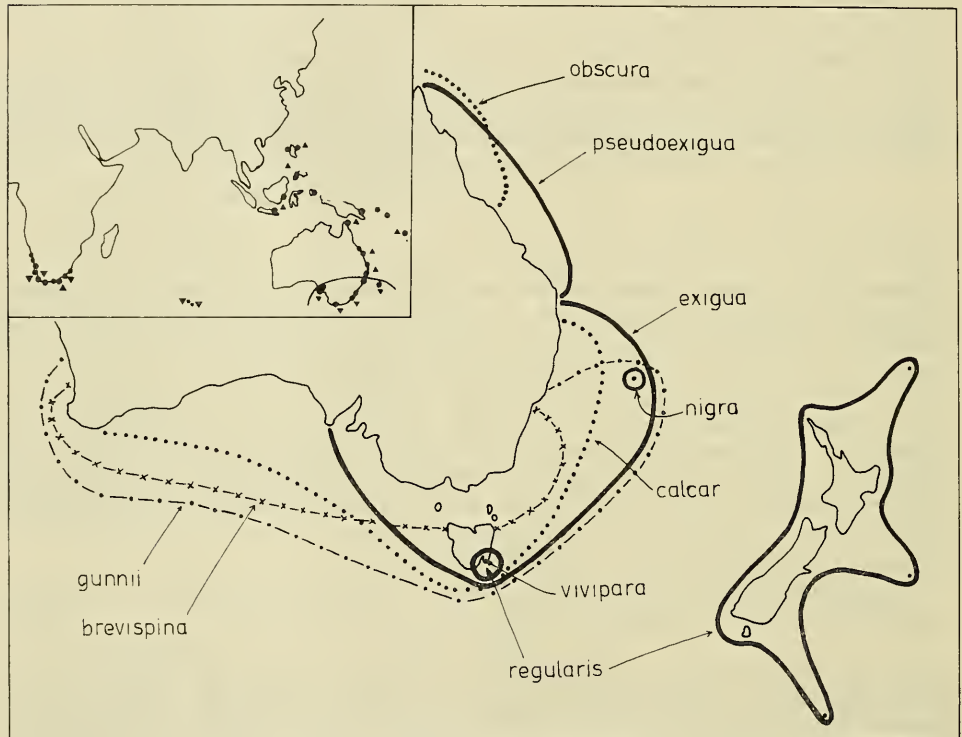 obscura
pseudoexigua
exigua
nigra
calcar
gunnii
vivipara
brevispina
regularis